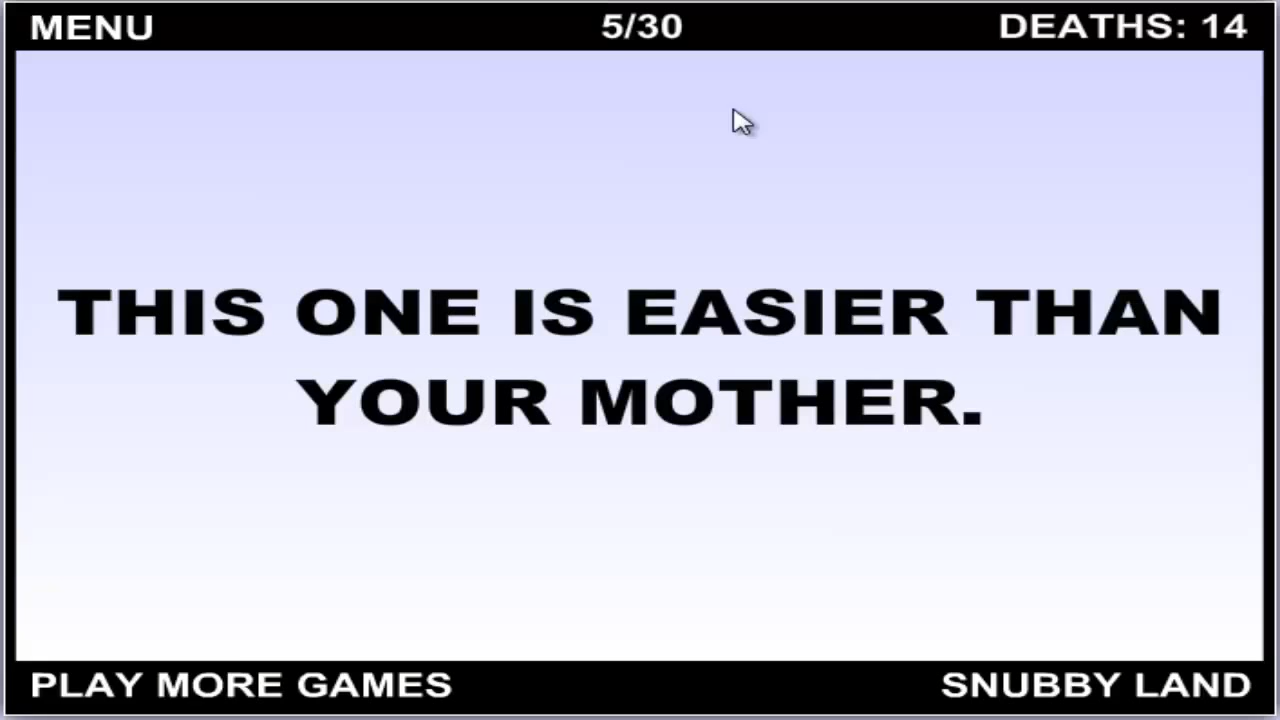 MENU 5/30 DEATHS: 14
THIS ONE IS EASIER THAN
YOUR MOTHER.
PLAY MORE GAMES SNUBBY LAND